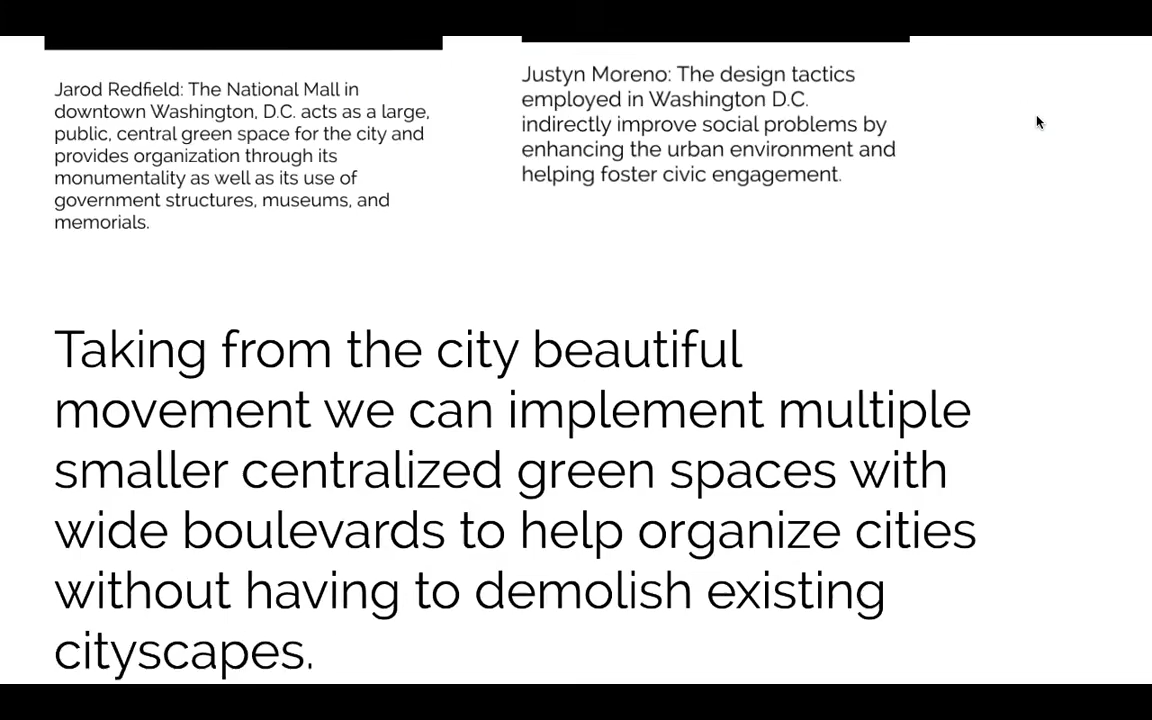 Jarod Redfield: The National Mall in
downtown Washington, D.C. acts as a large,
public, central green space for the city and
provides organization through its
monumentality as well as its use of
government structures, museums, and
memorials.
Justyn Moreno: The design tactics
employed in Washington D.C.
indirectly improve social problems by
enhancing the urban environment and
helping foster civic engagement.
Taking from the city beautiful
movement we can implement multiple
smaller centralized green spaces with
wide boulevards to help organize cities
without having to demolish existing
cityscapes.